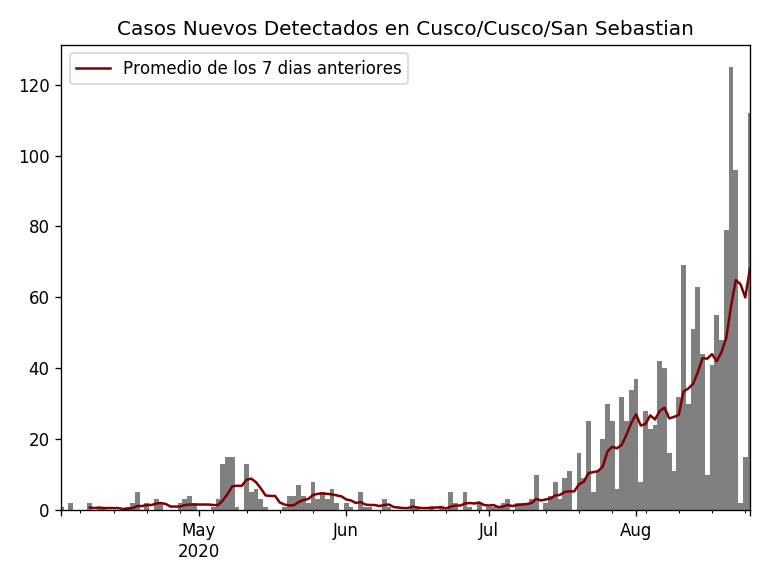 Casos Nuevos Detectados en Cusco/Cusco/San Sebastian
Promedio de los 7 dias anteriores
120
100
80
60
40
20
0
May Jun Jul Aug
2020